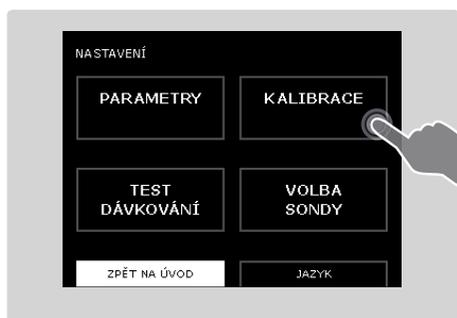 NASTAVENÍ
PARAMETRY
KALIBRACE
TEST
DÁVKOVÁNÍ
VOLBA
SONDY
ZPĚT NA ÚVOD
JAZYK